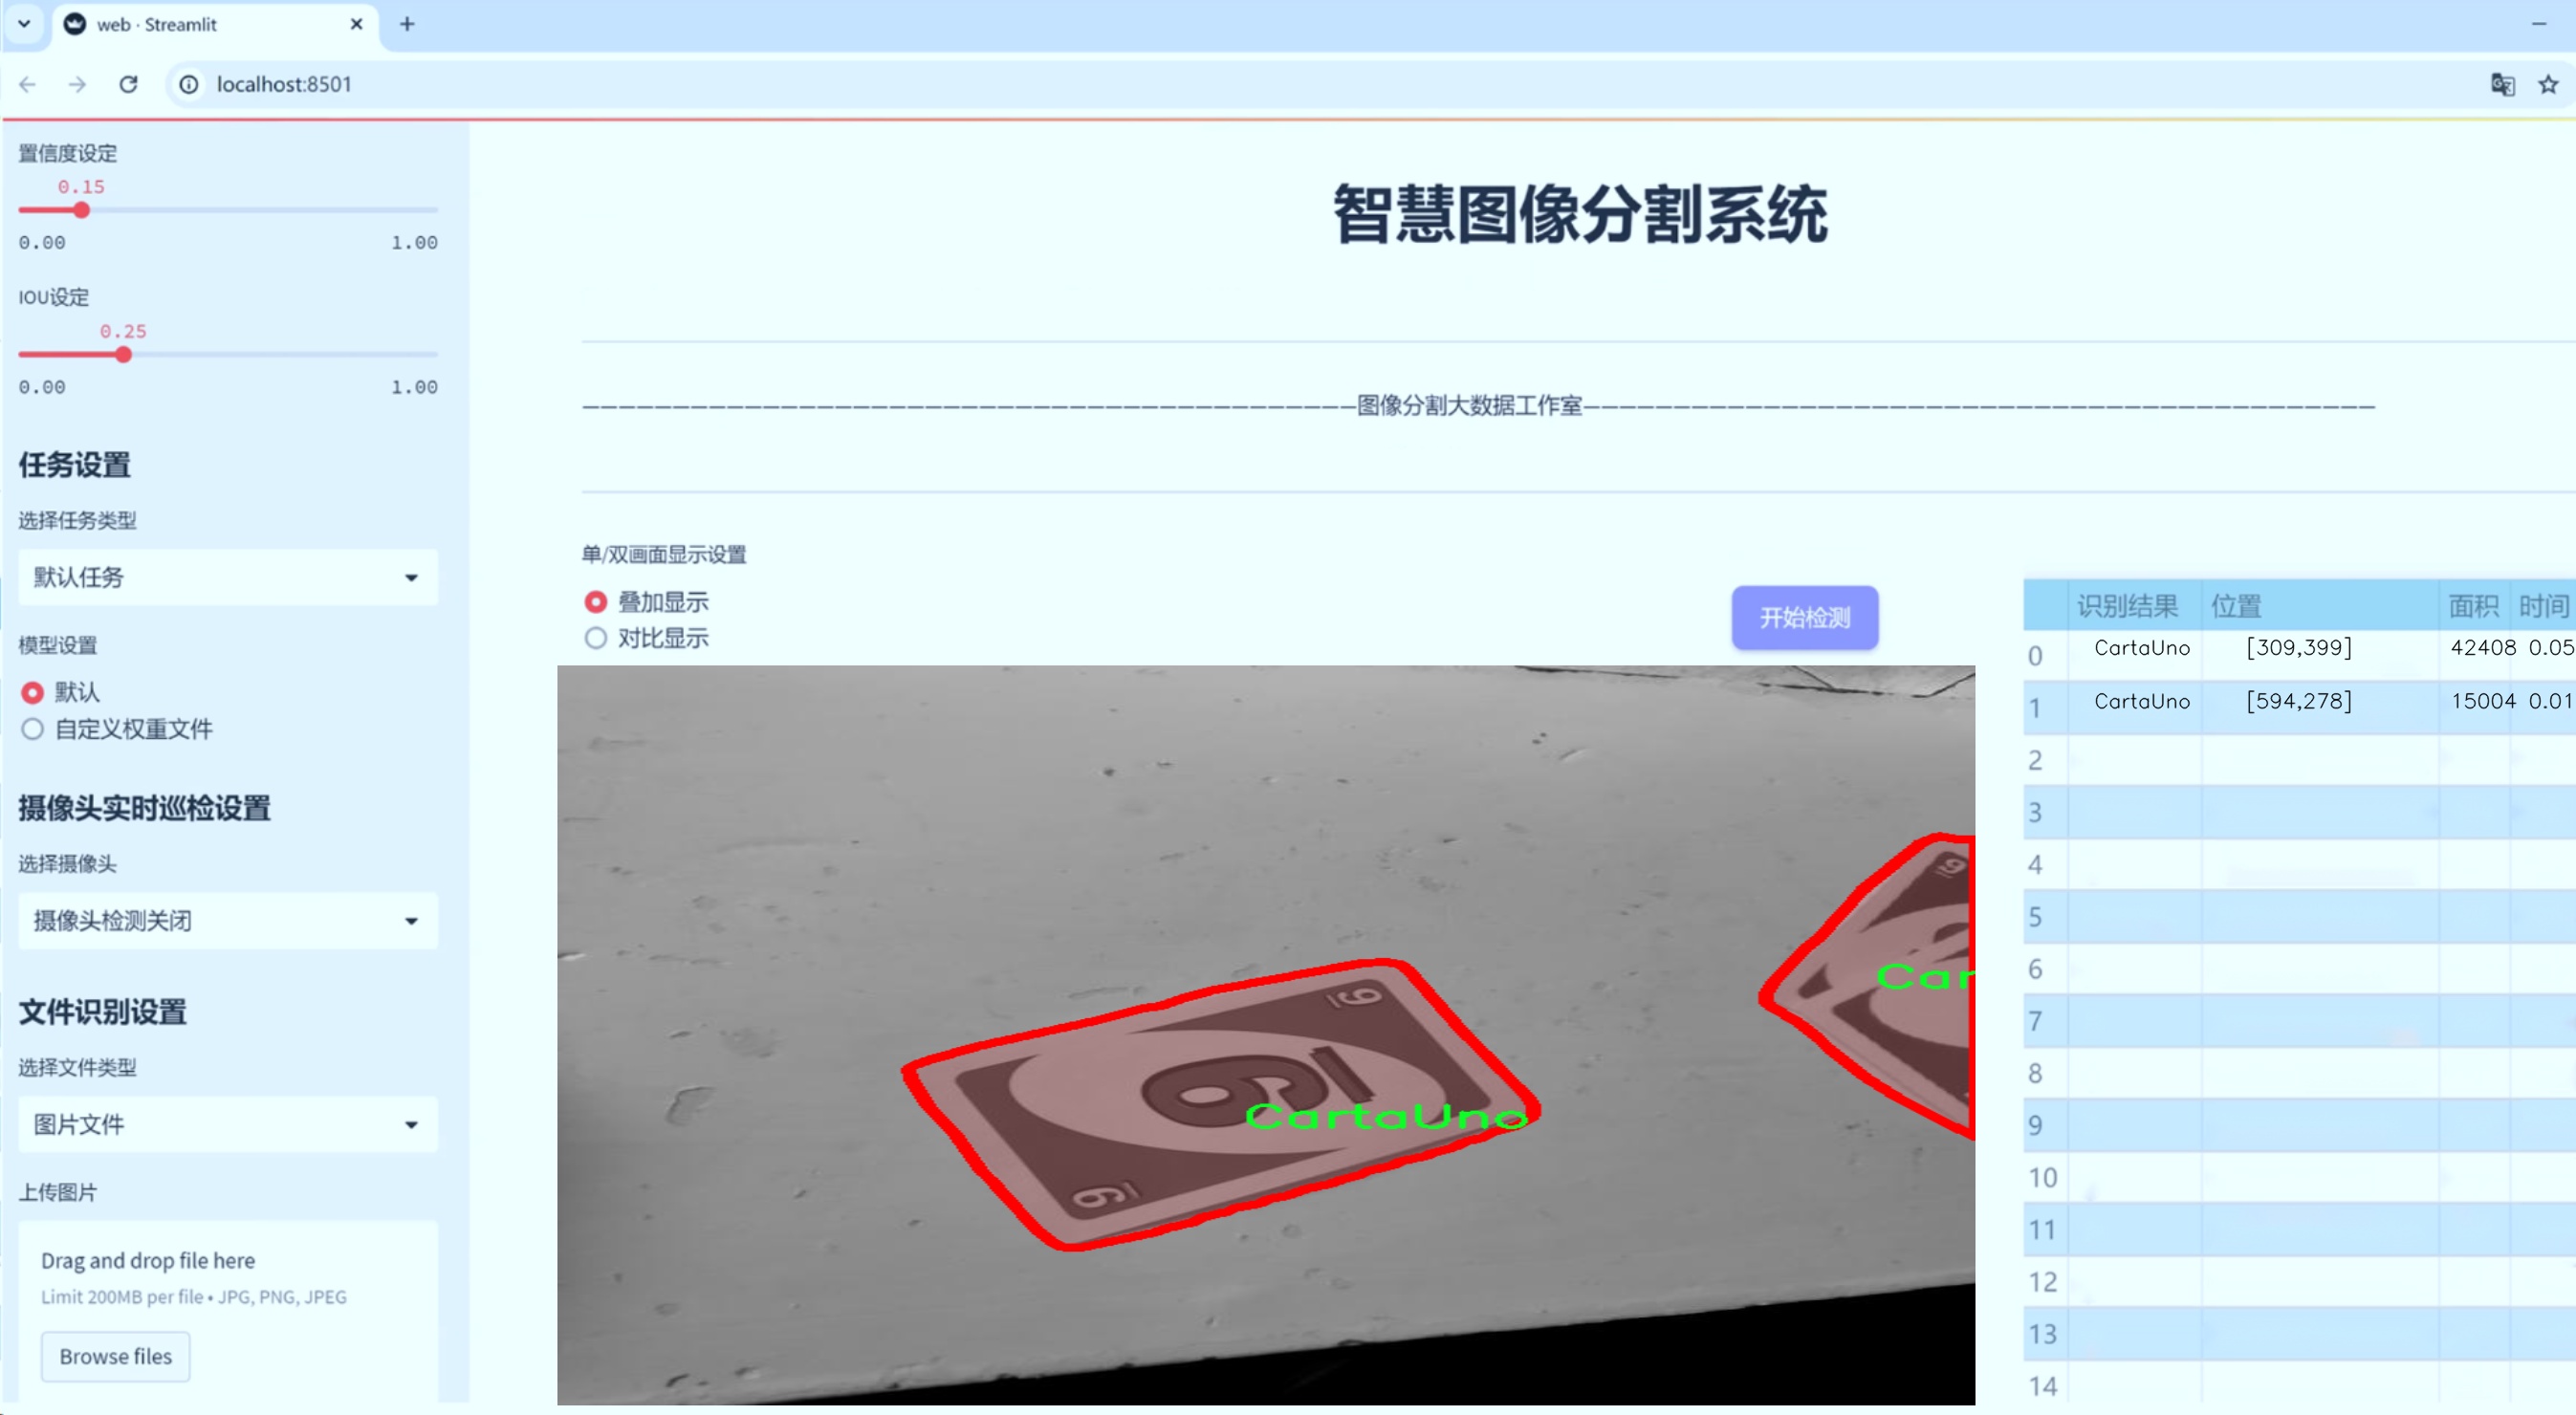 web · Streamlit
localhost:8501
置信度设定
0.15
0.00 1.00
IOU设定
0.25
0.00 1.00
任务设置
选择任务类型
默认任务
模型设置
默认
自定义权重文件
摄像头实时巡检设置
选择摄像头
摄像头检测关闭
文件识别设置
选择文件类型
图片文件
上传图片
Drag and drop file here
Limit 200MB per file • JPG, PNG, JPEG
Browse files
智慧图像分割系统
图像分割大数据工作室
单/双画面显示设置
叠加显示
对比显示
开始检测
6
Car
6
6
CartaUno
6
识别结果 位置 面积 时间
0 CartaUno [309,399] 42408 0.05
1 CartaUno [594,278] 15004 0.01
2
3
4
5
6
7
8
9
10
11
12
13
14